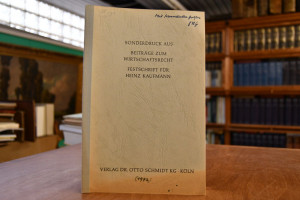 SONDERDRUCK AUS
BEITRÄGE ZUM
WIRTSCHAFTSRECHT
FESTSCHRIFT FÜR
HEINZ KAUFMANN
VERLAG DR. OTTO SCHMIDT KG KÖLN